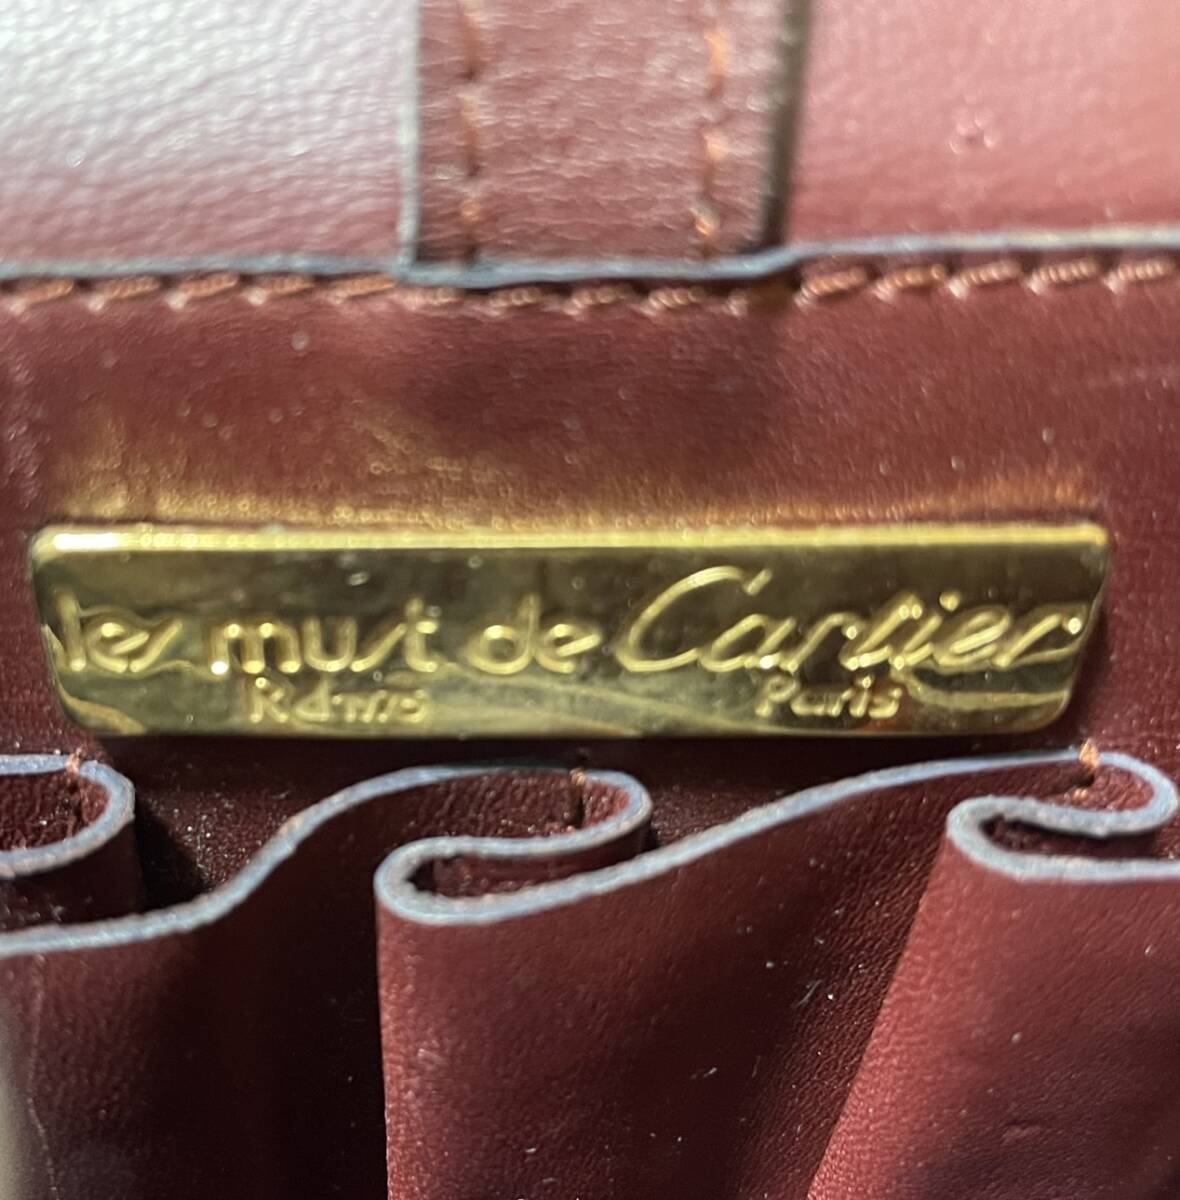 les must de Cartier
Paris